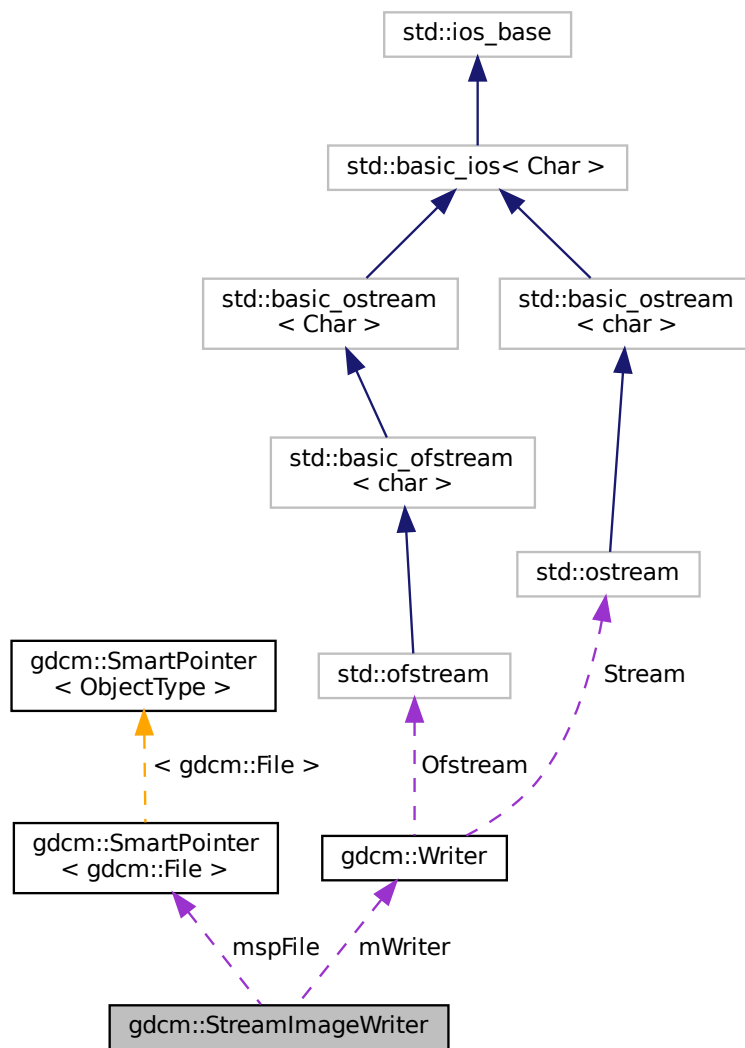 std::ios_base
std::basic_ios< Char >
std::basic_ostream
< Char >
std::basic_ostream
< char >
std::basic_ofstream
< char >
std::ostream
gdcm::SmartPointer
< ObjectType >
std::ofstream
Stream
< gdcm::File >
Ofstream
gdcm::SmartPointer
< gdcm::File >
gdcm::Writer
mspFile
mWriter
gdcm::StreamImageWriter